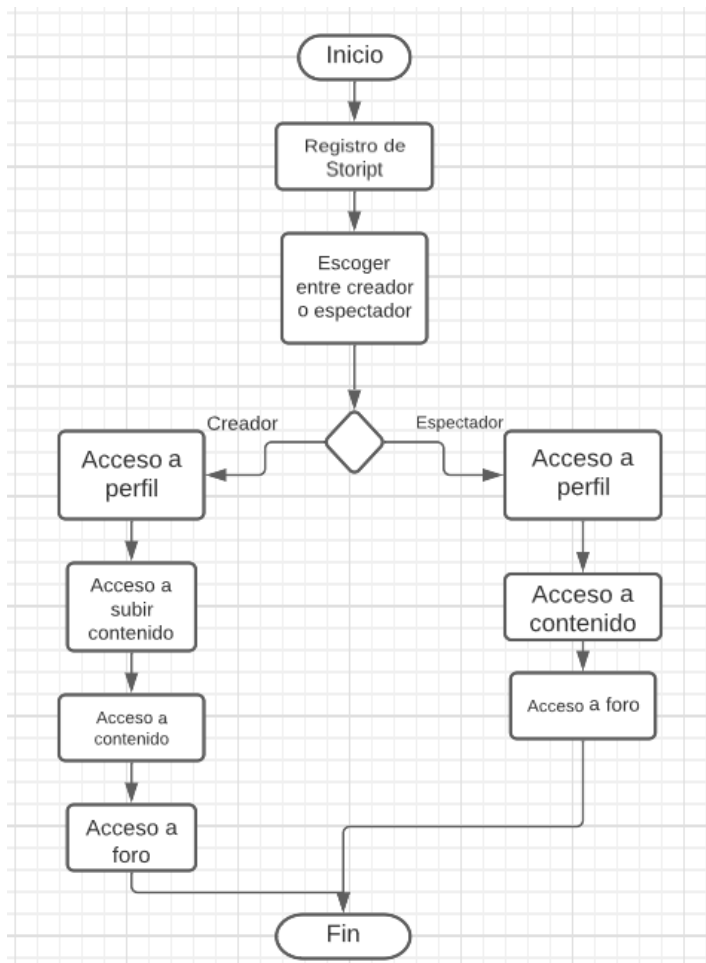 Inicio
Registro de
Stoript
Escoger
entre creador
o espectador
Creador
Espectador
Acceso a
perfil
Acceso a
perfil
Acceso a
subir
contenido
Acceso a
contenido
Acceso a
contenido
Acceso a foro
Acceso a
foro
Fin